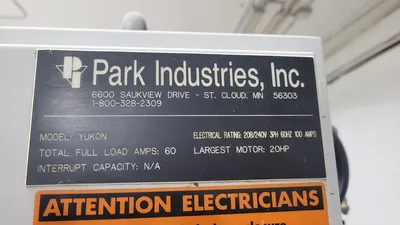 Park Industries, Inc.
6600 SAUKVIEW DRIVE - ST. CLOUD, MN 56303
1-800-328-2309
MODEL: YUKON ELECTRICAL RATING: 208/240V 3PH 60HZ 100 AMPS
TOTAL FULL LOAD AMPS: 60 LARGEST MOTOR: 20HP
INTERRUPT CAPACITY: N/A
ATTENTION ELECTRICIANS